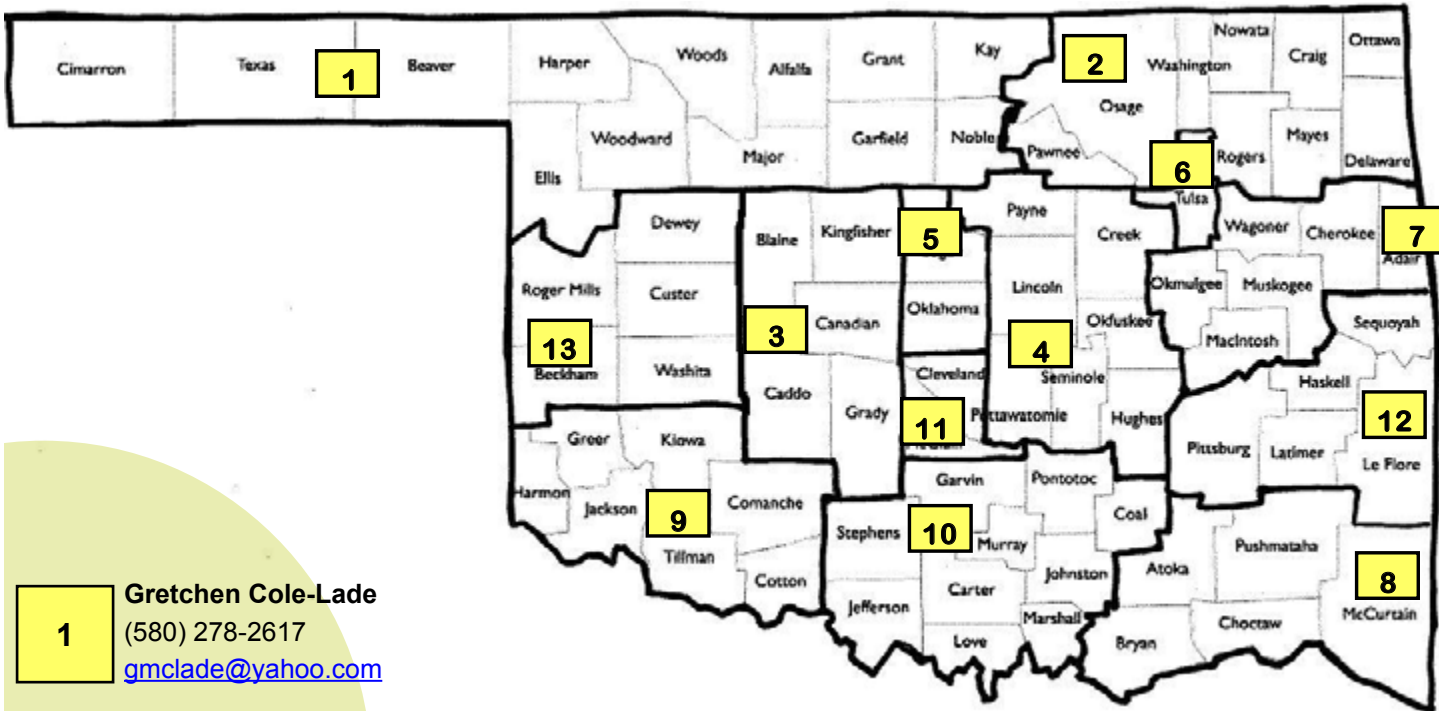 Cimarron
Texas
1
Beaver
Harper
Woods
Alfalfa
Grant
Kay
2
Washington
Nowata
Craig
Ottawa
Osage
Ellis
Woodward
Major
Garfield
Noble
Pawnee
6
Rogers
Mayes
Delaware
Tulsa
Dewey
Blaine
Kingfisher
5
Payne
Creek
Wagoner
Cherokee
7
Adair
Roger Mills
Custer
3
Canadian
Oklahoma
Lincoln
Okfuskee
Okmulgee
Muskogee
MacIntosh
Sequoyah
13
Beckham
Washita
Caddo
Grady
Cleveland
11
4
Seminole
Pottawatomie
Hughes
Haskell
12
Pittsburg
Latimer
Le Flore
Greer
Kiowa
Harmon
Jackson
9
Comanche
Tillman
Cotton
Stephens
10
Garvin
Pontotoc
Coal
Murray
Johnston
Carter
Jefferson
Love
Marshall
Atoka
Pushmataha
8
McCurtain
Choctaw
Bryan
1
Gretchen Cole-Lade
(580) 278-2617
gmclade@yahoo.com